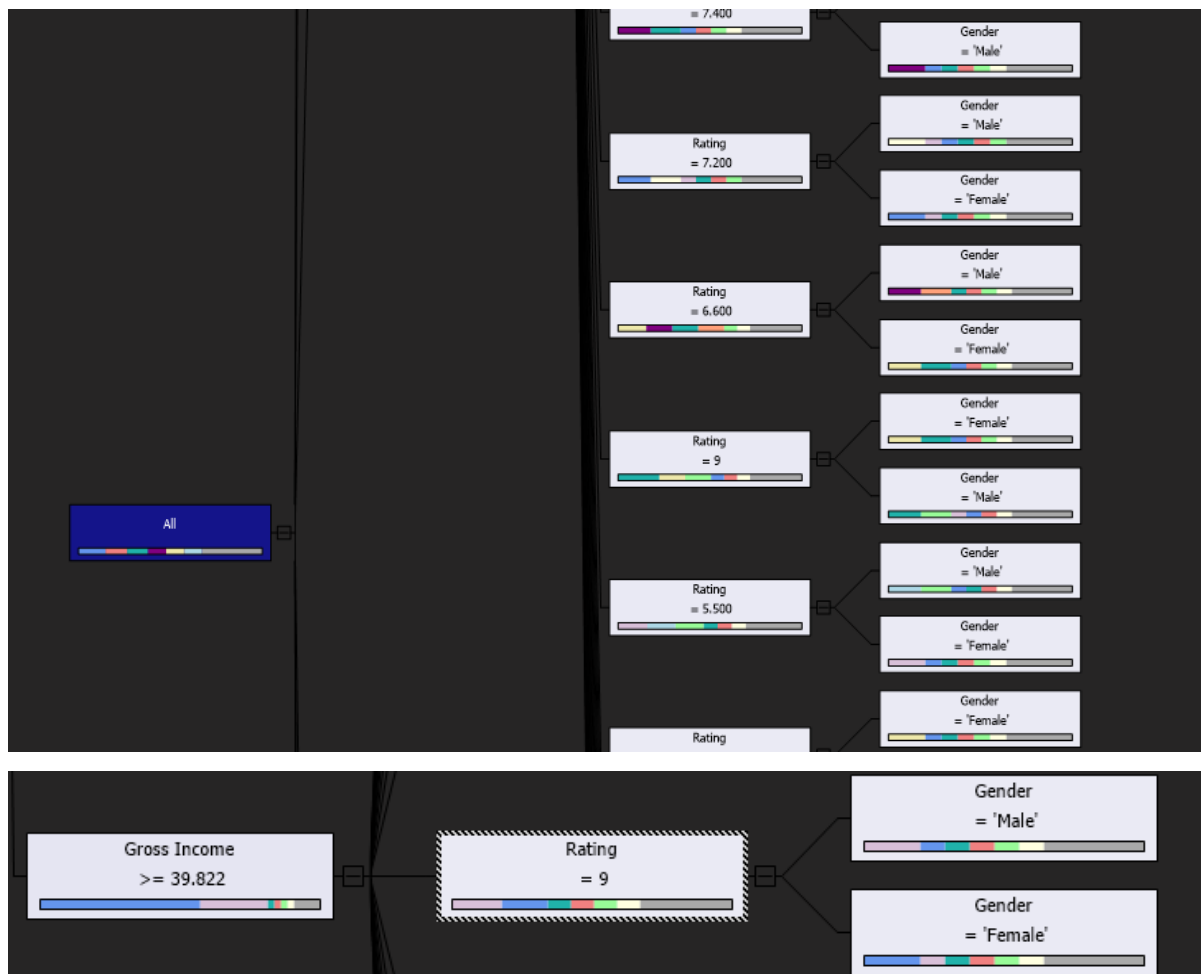 = 7.400
Gender
= 'Male'
Gender
= 'Male'
Rating
= 7.200
Gender
= 'Female'
Gender
= 'Male'
Rating
= 6.600
Gender
= 'Female'
Gender
= 'Female'
Rating
= 9
Gender
= 'Male'
All
Gender
= 'Male'
Rating
= 5.500
Gender
= 'Female'
Gender
= 'Female'
Rating
Gender
= 'Male'
Gross Income
>= 39.822
Rating
= 9
Gender
= 'Female'